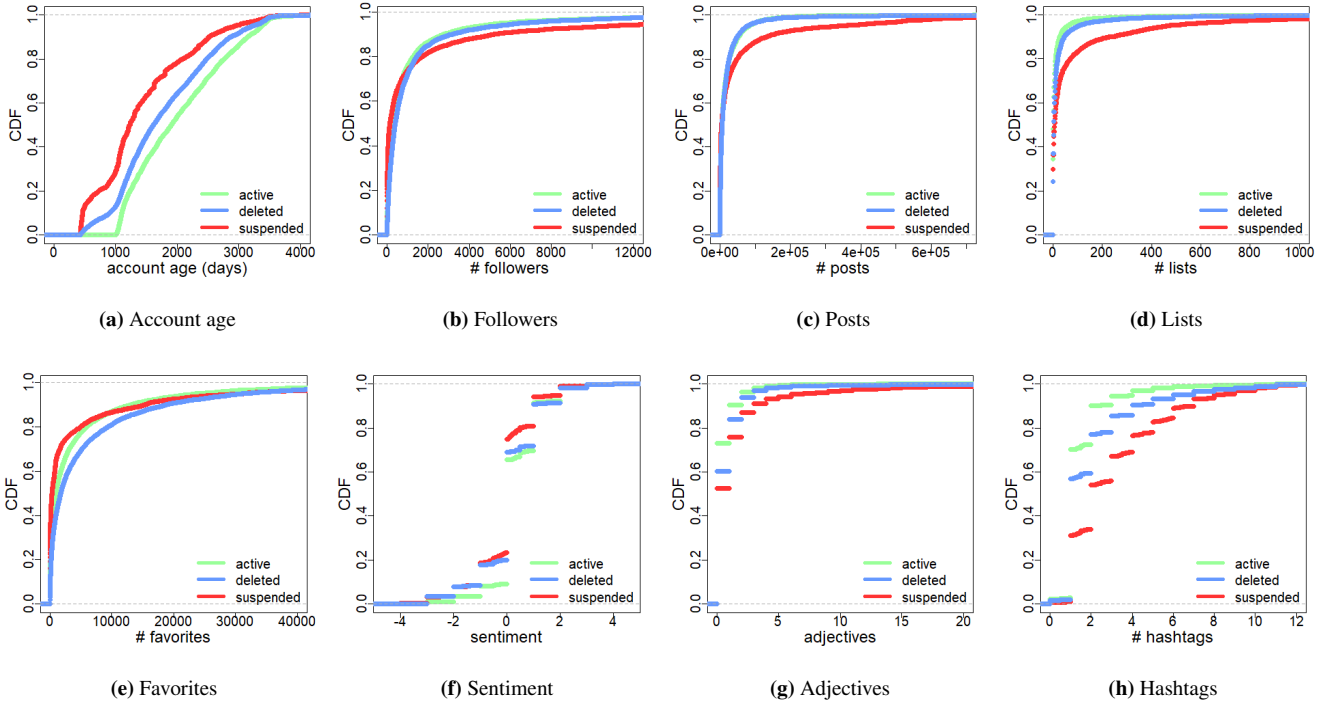 CDF
0.0 0.2 0.4 0.6 0.8 1.0
active
deleted
suspended
0 1000 2000 3000 4000
account age (days)
(a) Account age
CDF
0.0 0.2 0.4 0.6 0.8 1.0
active
deleted
suspended
0 2000 4000 6000 8000 12000
# followers
(b) Followers
CDF
0.0 0.2 0.4 0.6 0.8 1.0
active
deleted
suspended
0e+00 2e+05 4e+05 6e+05
# posts
(c) Posts
CDF
0.0 0.2 0.4 0.6 0.8 1.0
active
deleted
suspended
0 200 400 600 800 1000
# lists
(d) Lists
CDF
0.0 0.2 0.4 0.6 0.8 1.0
active
deleted
suspended
0 10000 20000 30000 40000
# favorites
(e) Favorites
CDF
0.0 0.2 0.4 0.6 0.8 1.0
active
deleted
suspended
-4 -2 0 2 4
sentiment
(f) Sentiment
CDF
0.0 0.2 0.4 0.6 0.8 1.0
active
deleted
suspended
0 5 10 15 20
adjectives
(g) Adjectives
CDF
0.0 0.2 0.4 0.6 0.8 1.0
active
deleted
suspended
0 2 4 6 8 10 12
# hashtags
(h) Hashtags